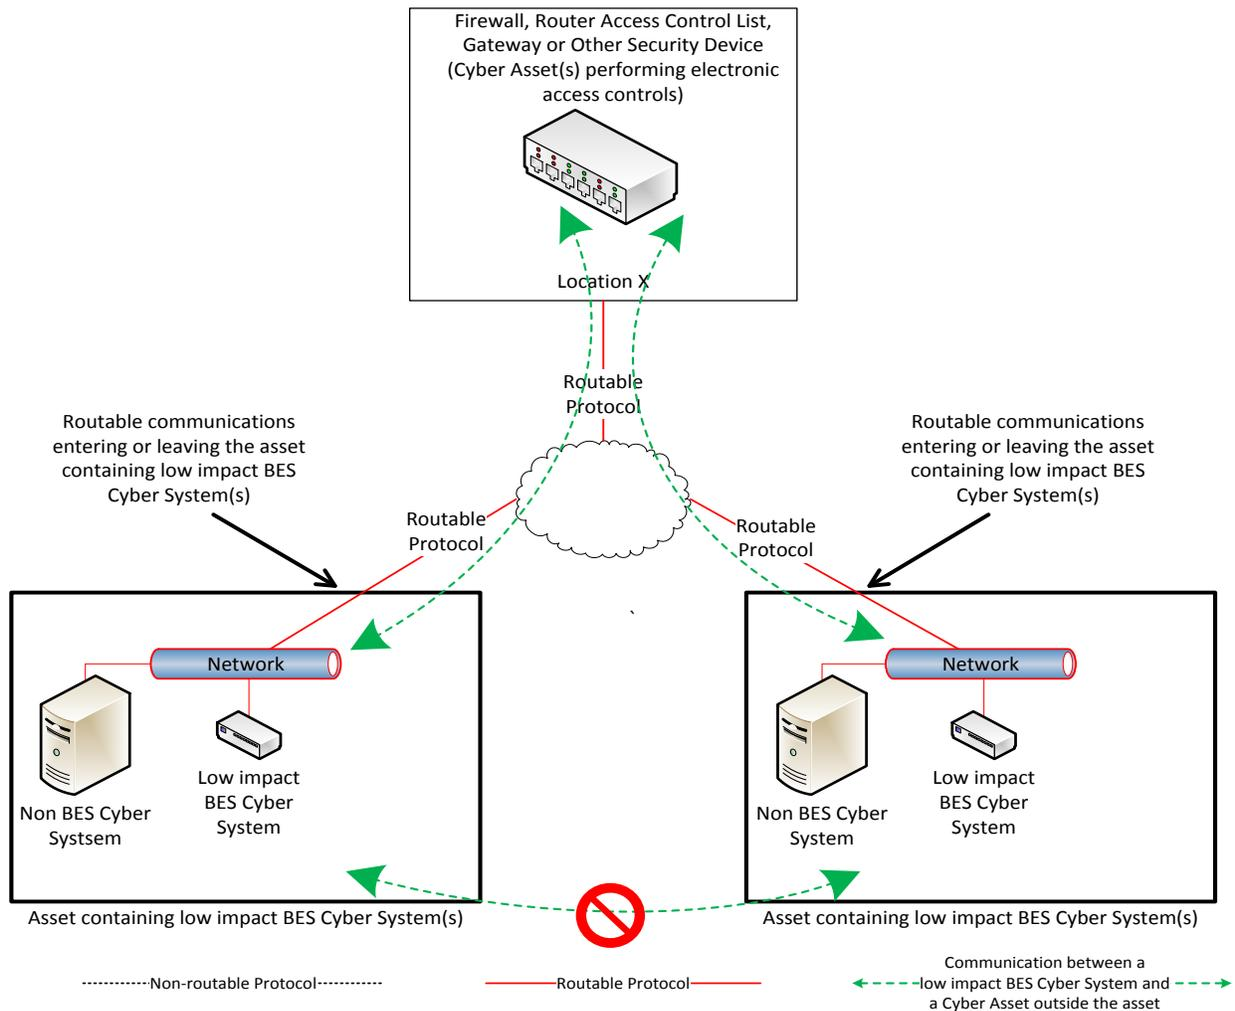 Firewall, Router Access Control List,
Gateway or Other Security Device
(Cyber Asset(s) performing electronic
access controls)
Location X
Routable
Protocol
Routable communications
entering or leaving the asset
containing low impact BES
Cyber System(s)
Routable communications
entering or leaving the asset
containing low impact BES
Cyber System(s)
Routable
Protocol
Routable
Protocol
`
Network
Non BES Cyber
Systsem
Low impact
BES Cyber
System
Network
Non BES Cyber
System
Low impact
BES Cyber
System
Asset containing low impact BES Cyber System(s)
Asset containing low impact BES Cyber System(s)
Non-routable Protocol
Routable Protocol
Communication between a
low impact BES Cyber System and
a Cyber Asset outside the asset